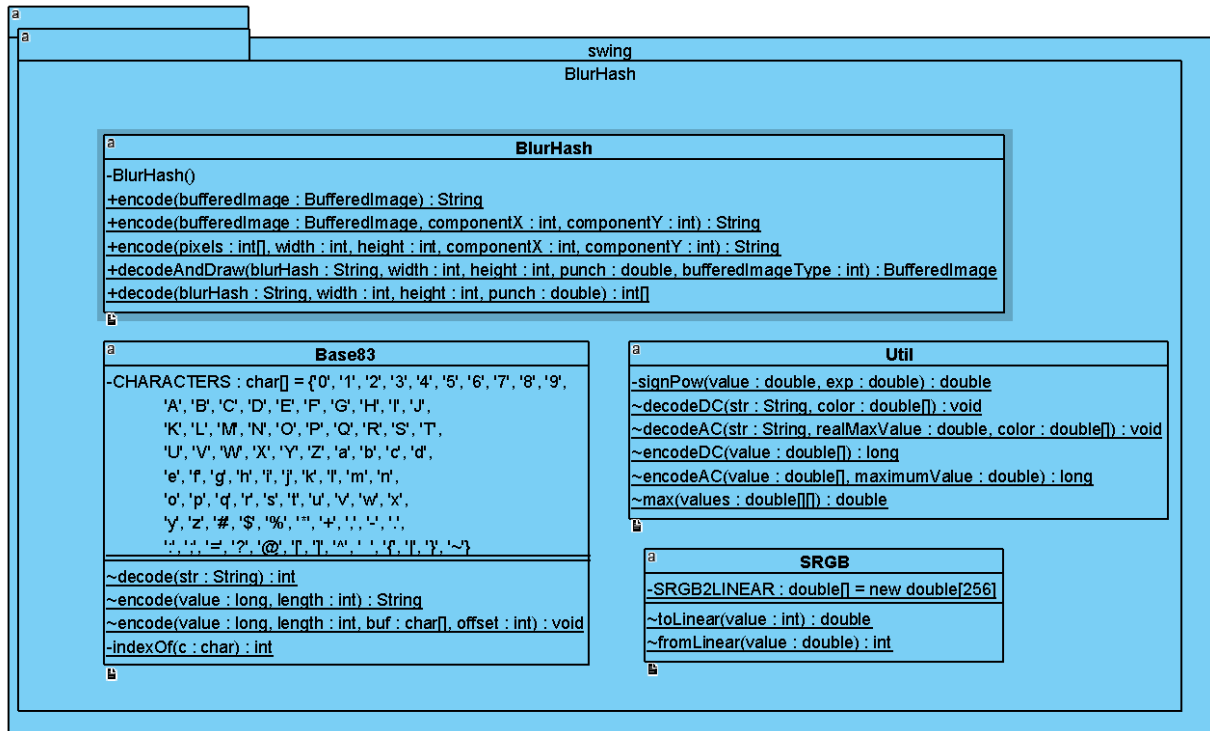 a
a
swing
BlurHash
a
BlurHash
-BlurHash()
+encode(bufferedImage : BufferedImage) : String
+encode(bufferedImage : BufferedImage, componentX : int, componentY : int) : String
+encode(pixels : int[], width : int, height : int, componentX : int, componentY : int) : String
+decodeAndDraw(blurHash : String, width : int, height : int, punch : double, bufferedImageType : int) : BufferedImage
+decode(blurHash : String, width : int, height : int, punch : double) : int[]
a
Base83
-CHARACTERS : char[] = {'0', '1', '2', '3', '4', '5', '6', '7', '8', '9',
'A', 'B', 'C', 'D', 'E', 'F', 'G', 'H', 'I', 'J',
'K', 'L', 'M', 'N', 'O', 'P', 'Q', 'R', 'S', 'T',
'U', 'V', 'W', 'X', 'Y', 'Z', 'a', 'b', 'c', 'd',
'e', 'f', 'g', 'h', 'i', 'j', 'k', 'l', 'm', 'n',
'o', 'p', 'q', 'r', 's', 't', 'u', 'v', 'w', 'x',
'y', 'z', '#', '$', '%', '*', '+', ',', '-', '.',
':', ';', '=', '?', '@', '[', ']', '^', '_', '{', '|', '}', '~'}
~decode(str : String) : int
~encode(value : long, length : int) : String
~encode(value : long, length : int, buf : char[], offset : int) : void
-indexOf(c : char) : int
a
Util
-signPow(value : double, exp : double) : double
~decodeDC(str : String, color : double[]) : void
~decodeAC(str : String, realMaxValue : double, color : double[]) : void
~encodeDC(value : double[]) : long
~encodeAC(value : double[], maximumValue : double) : long
~max(values : double[][]) : double
a
SRGB
-SRGB2LINEAR : double[] = new double[256]
~toLinear(value : int) : double
~fromLinear(value : double) : int